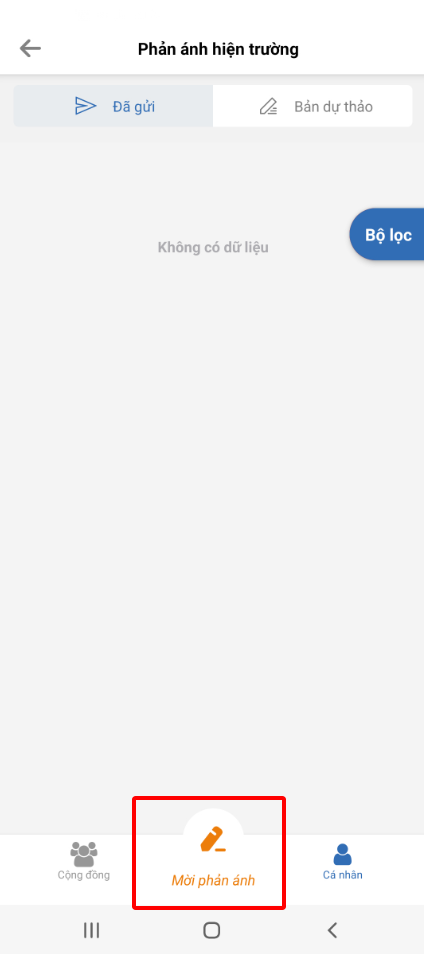 Phản ánh hiện trường
Đã gửi
Bản dự thảo
Không có dữ liệu
Bộ lọc
Mời phản ánh
Cộng đồng
Cá nhân